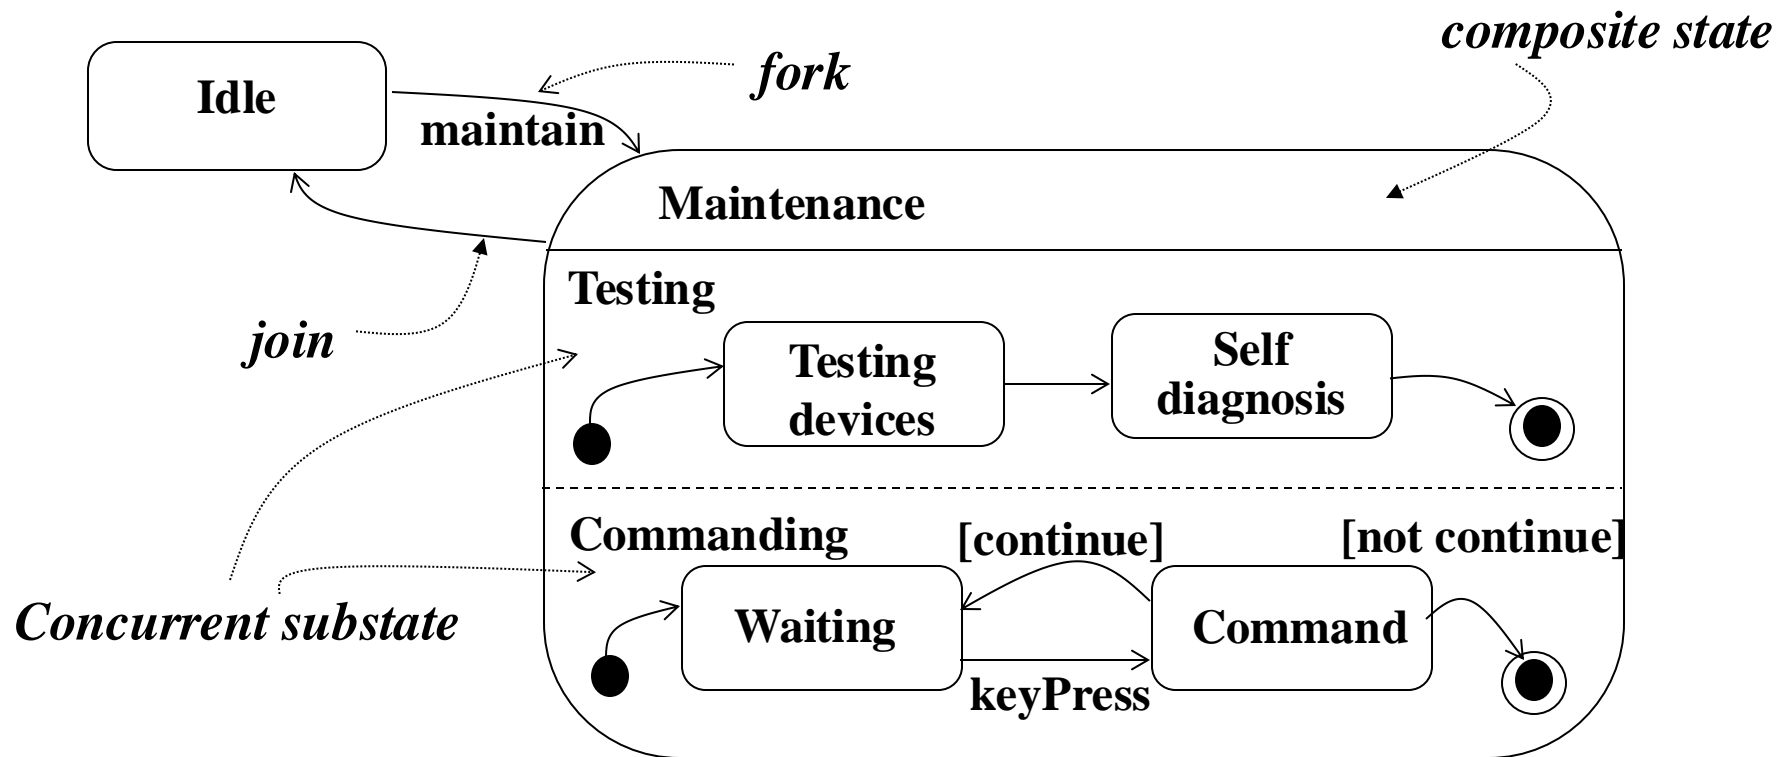 composite state
fork
Idle
maintain
Maintenance
Testing
join
Testing
devices
Self
diagnosis
Commanding
[continue]
[not continue]
Concurrent substate
Waiting
Command
keyPress